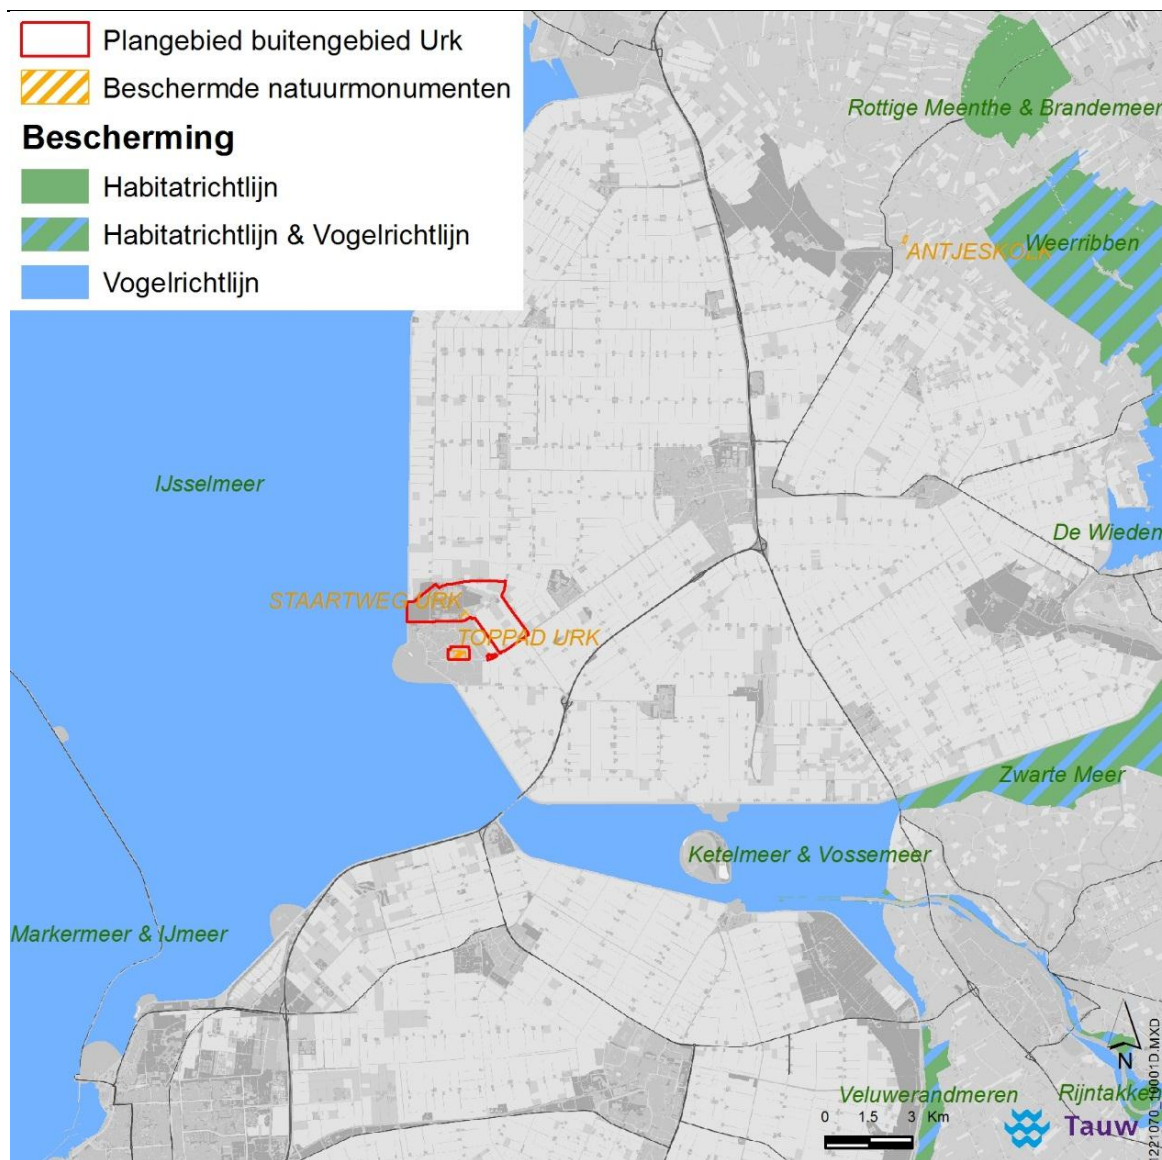 Plangebied buitengebied Urk
Beschermde natuurmonumenten
Bescherming
Habitatrichtlijn
Habitatrichtlijn & Vogelrichtlijn
Vogelrichtlijn
Rottige Meenthe & Brandemeer
Weerribben
ANTJESKOLK
IJsselmeer
De Wieden
STAARTWEG URK
TOPPAD URK
Zwarte Meer
Ketelmeer & Vossemeer
Markermeer & IJmeer
N
Veluwerandmeren
Rijntakken
0 1.5 3 Km
Tauw